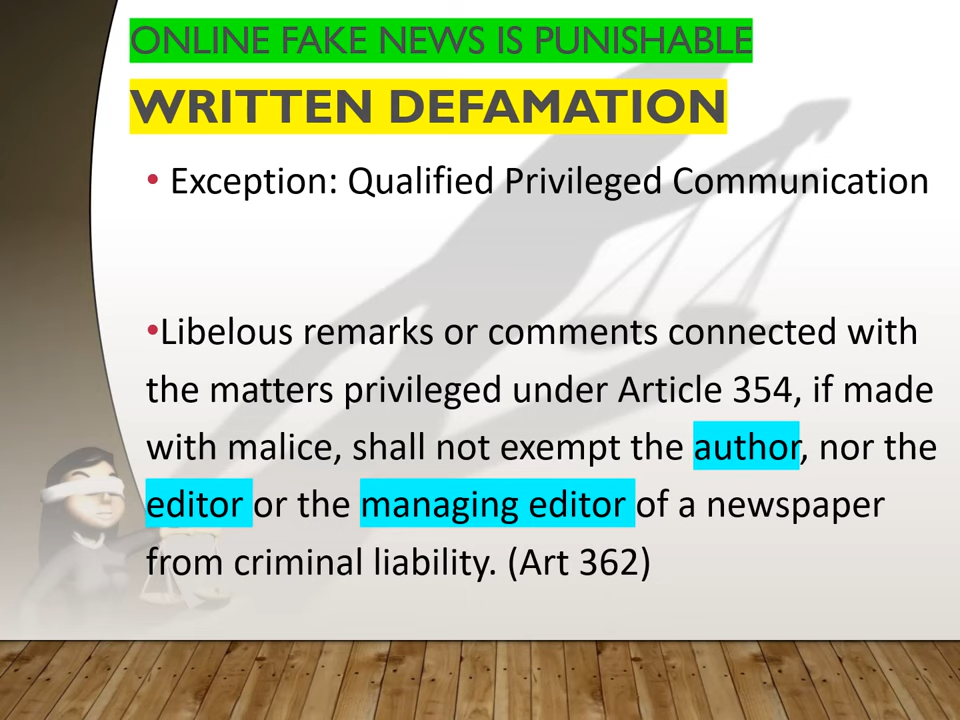 ONLINE FAKE NEWS IS PUNISHABLE
WRITTEN DEFAMATION
• Exception: Qualified Privileged Communication
•Libelous remarks or comments connected with
the matters privileged under Article 354, if made
with malice, shall not exempt the author, nor the
editor or the managing editor of a newspaper
from criminal liability. (Art 362)